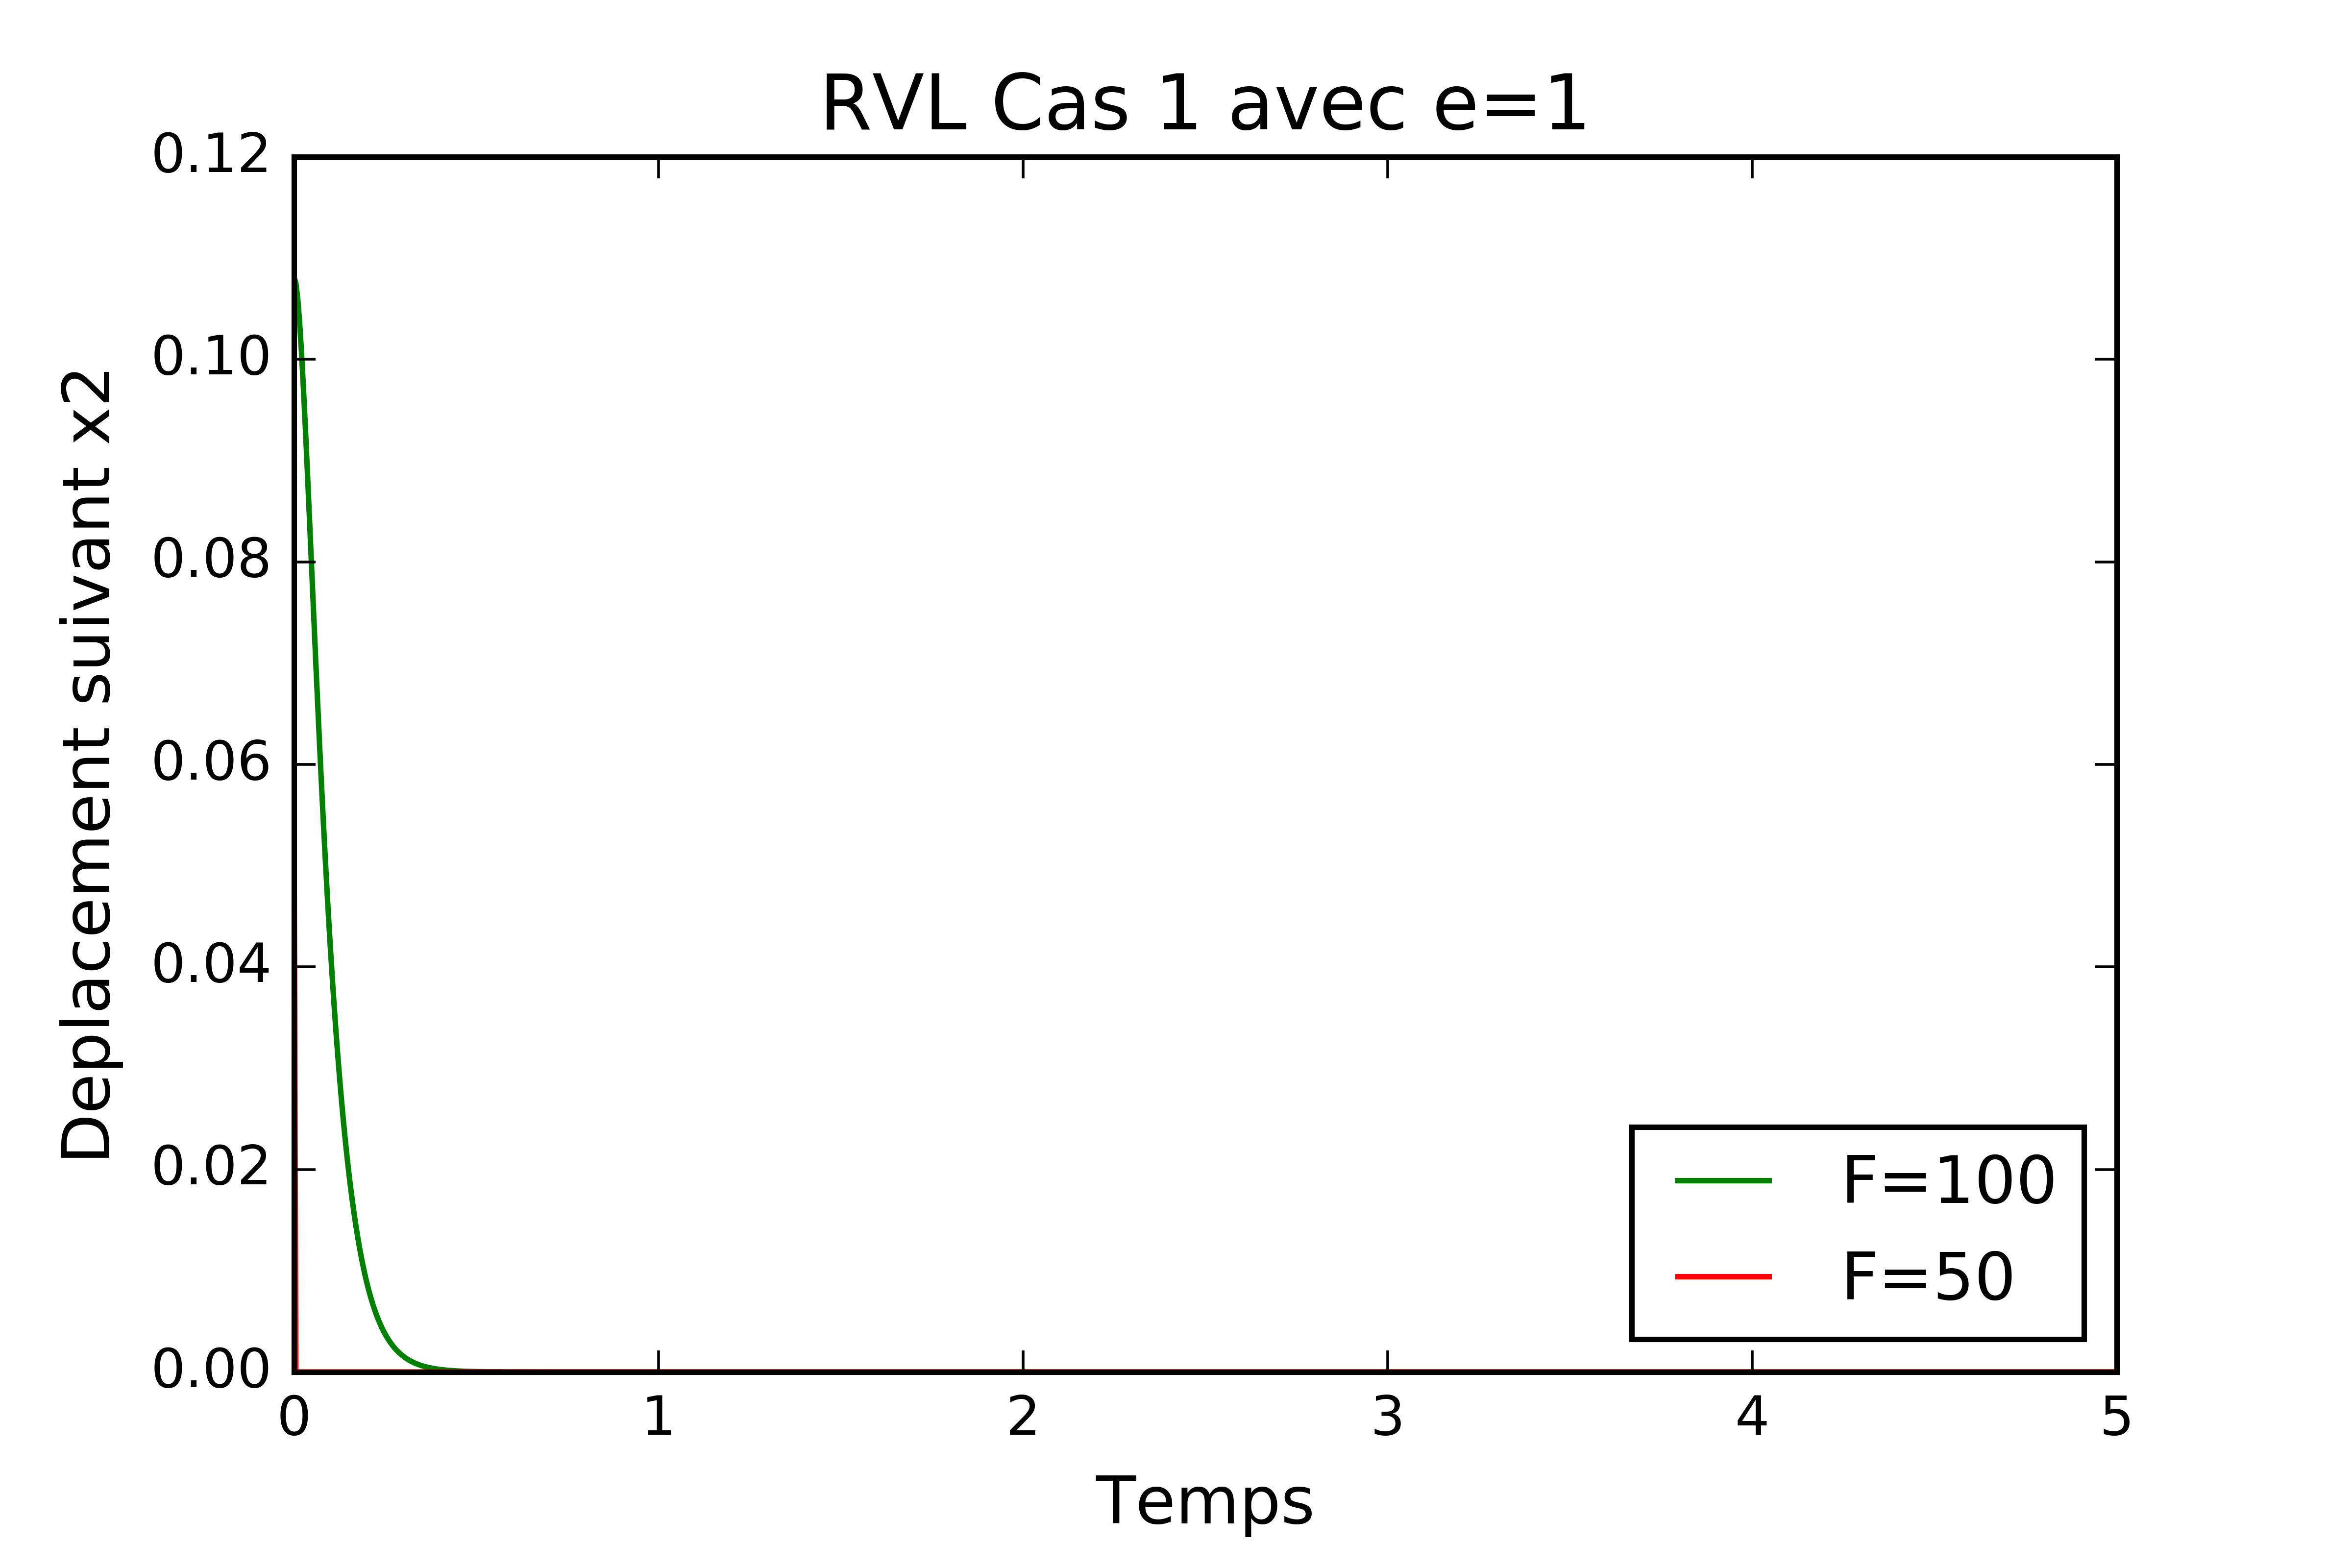 RVL Cas 1 avec e=1
0.12
0.10
0.08
0.06
0.04
0.02
0.00
Deplacement suivant x2
F=100
F=50
0 1 2 3 4 5
Temps